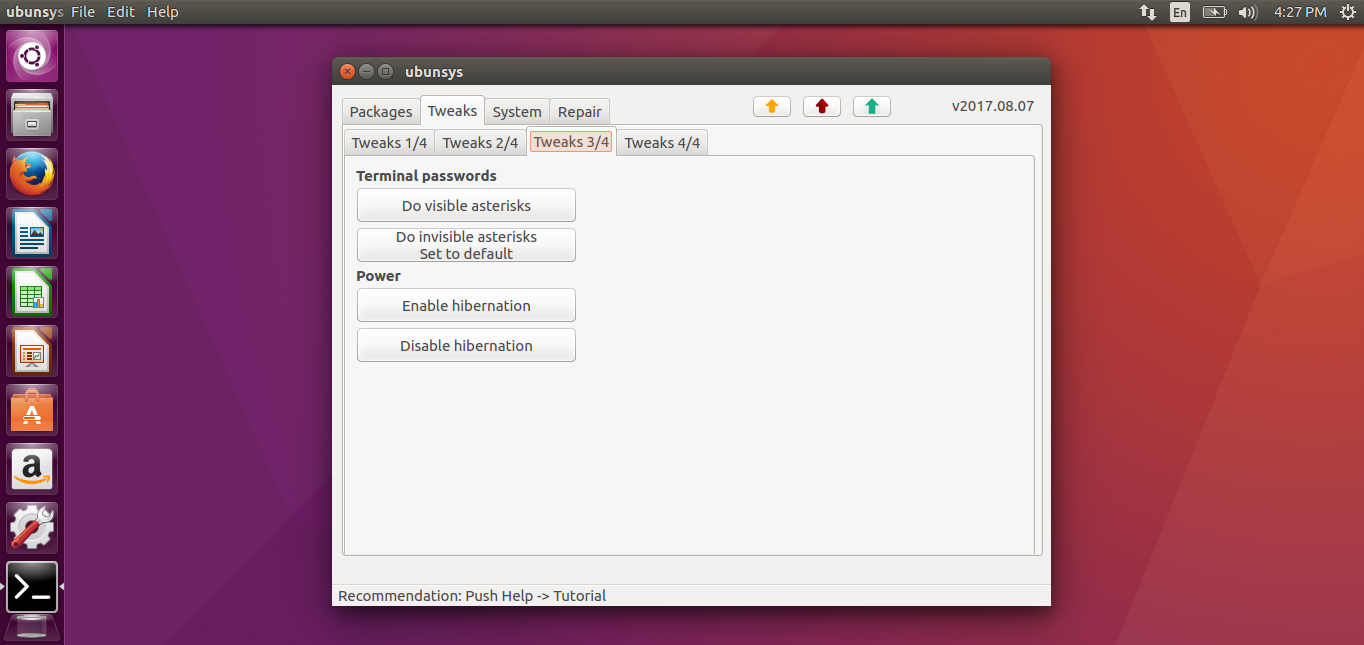 ubunsys File Edit Help
En
4:27 PM
ubunsys
Packages Tweaks System Repair
v2017.08.07
Tweaks 1/4 Tweaks 2/4 Tweaks 3/4 Tweaks 4/4
Terminal passwords
Do visible asterisks
Do invisible asterisks
Set to default
Power
Enable hibernation
Disable hibernation
Recommendation: Push Help -> Tutorial